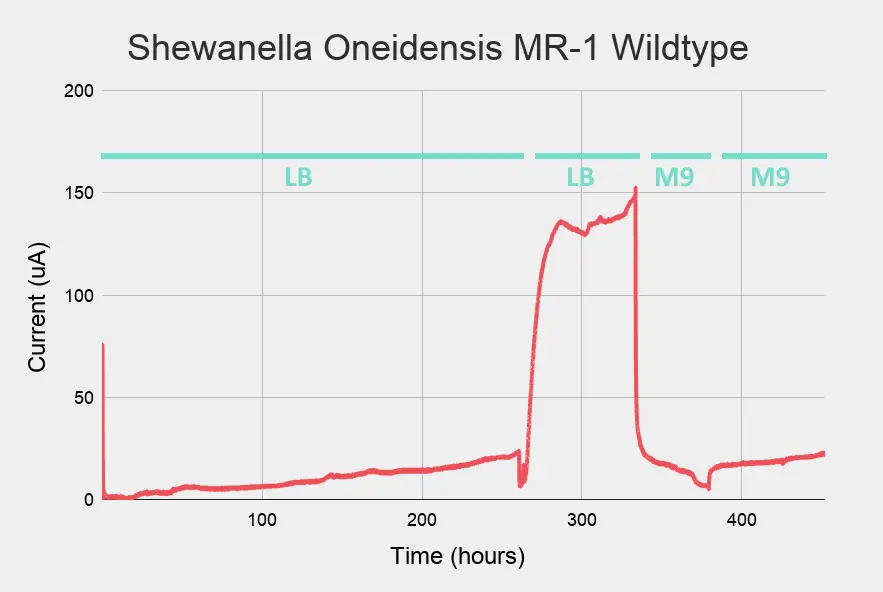 Shewanella Oneidensis MR-1 Wildtype
200
LB
LB
M9
M9
150
100
50
0
Current (uA)
100
200
300
400
Time (hours)